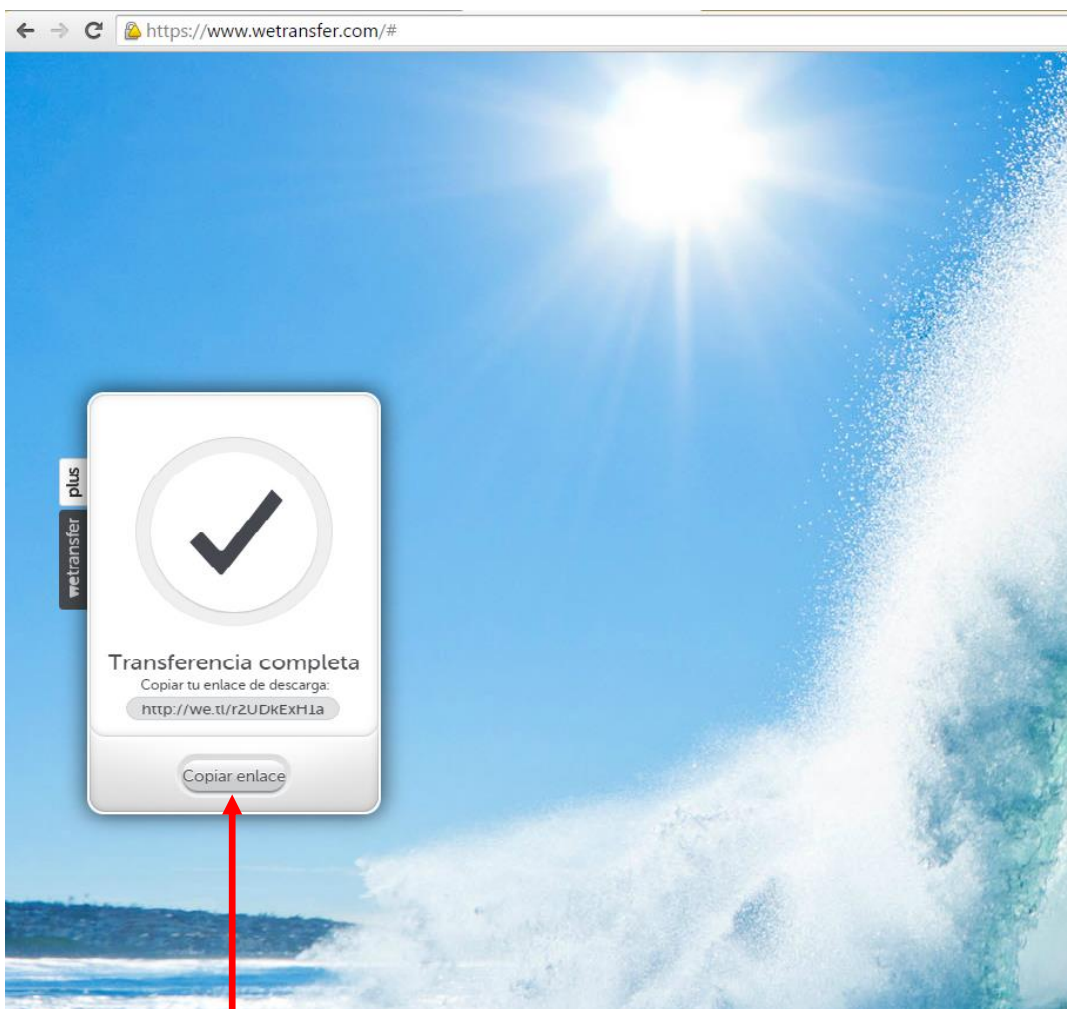 https://www.wetransfer.com/#
plus
wetransfer
Transferencia completa
Copiar tu enlace de descarga:
http://we.tl/r2UDkExH1a
Copiar enlace